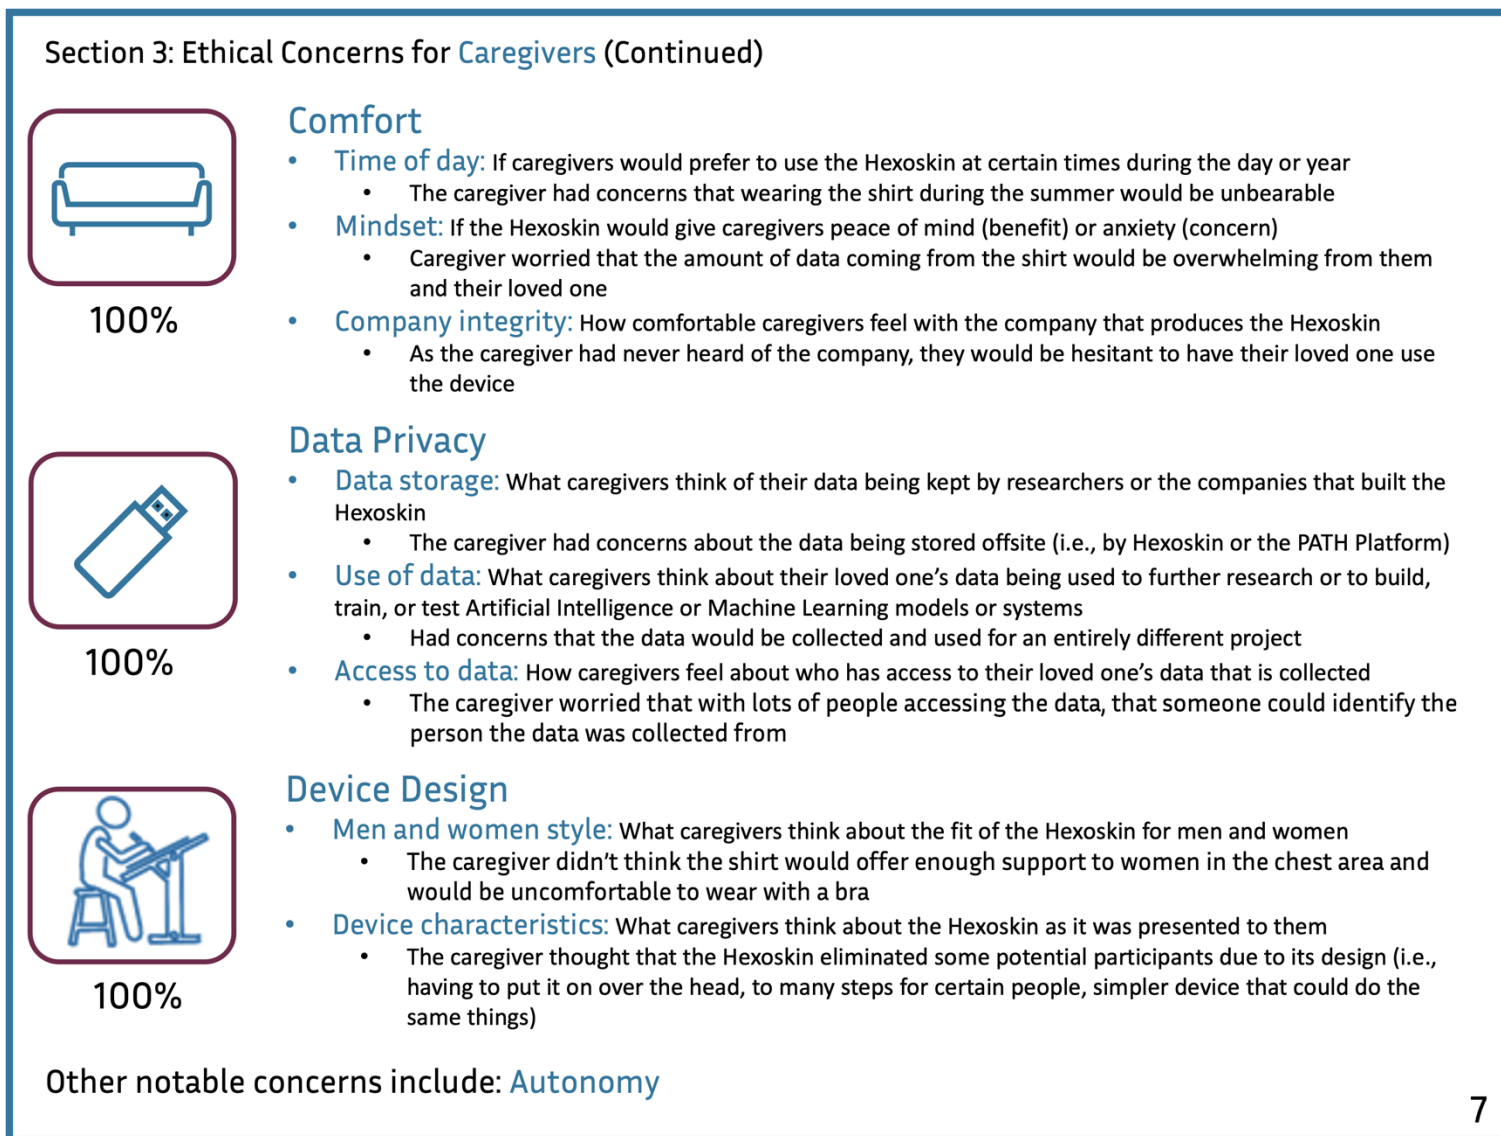 Section 3: Ethical Concerns for Caregivers (Continued)
Comfort
• Time of day: If caregivers would prefer to use the Hexoskin at certain times during the day or year
• The caregiver had concerns that wearing the shirt during the summer would be unbearable
• Mindset: If the Hexoskin would give caregivers peace of mind (benefit) or anxiety (concern)
• Caregiver worried that the amount of data coming from the shirt would be overwhelming from them
and their loved one
• Company integrity: How comfortable caregivers feel with the company that produces the Hexoskin
• As the caregiver had never heard of the company, they would be hesitant to have their loved one use
the device
100%
Data Privacy
• Data storage: What caregivers think of their data being kept by researchers or the companies that built the
Hexoskin
• The caregiver had concerns about the data being stored offsite (i.e., by Hexoskin or the PATH Platform)
• Use of data: What caregivers think about their loved one's data being used to further research or to build,
train, or test Artificial Intelligence or Machine Learning models or systems
• Had concerns that the data would be collected and used for an entirely different project
• Access to data: How caregivers feel about who has access to their loved one's data that is collected
• The caregiver worried that with lots of people accessing the data, that someone could identify the
person the data was collected from
100%
Device Design
• Men and women style: What caregivers think about the fit of the Hexoskin for men and women
• The caregiver didn't think the shirt would offer enough support to women in the chest area and
would be uncomfortable to wear with a bra
• Device characteristics: What caregivers think about the Hexoskin as it was presented to them
• The caregiver thought that the Hexoskin eliminated some potential participants due to its design (i.e.,
having to put it on over the head, to many steps for certain people, simpler device that could do the
same things)
100%
Other notable concerns include: Autonomy
7